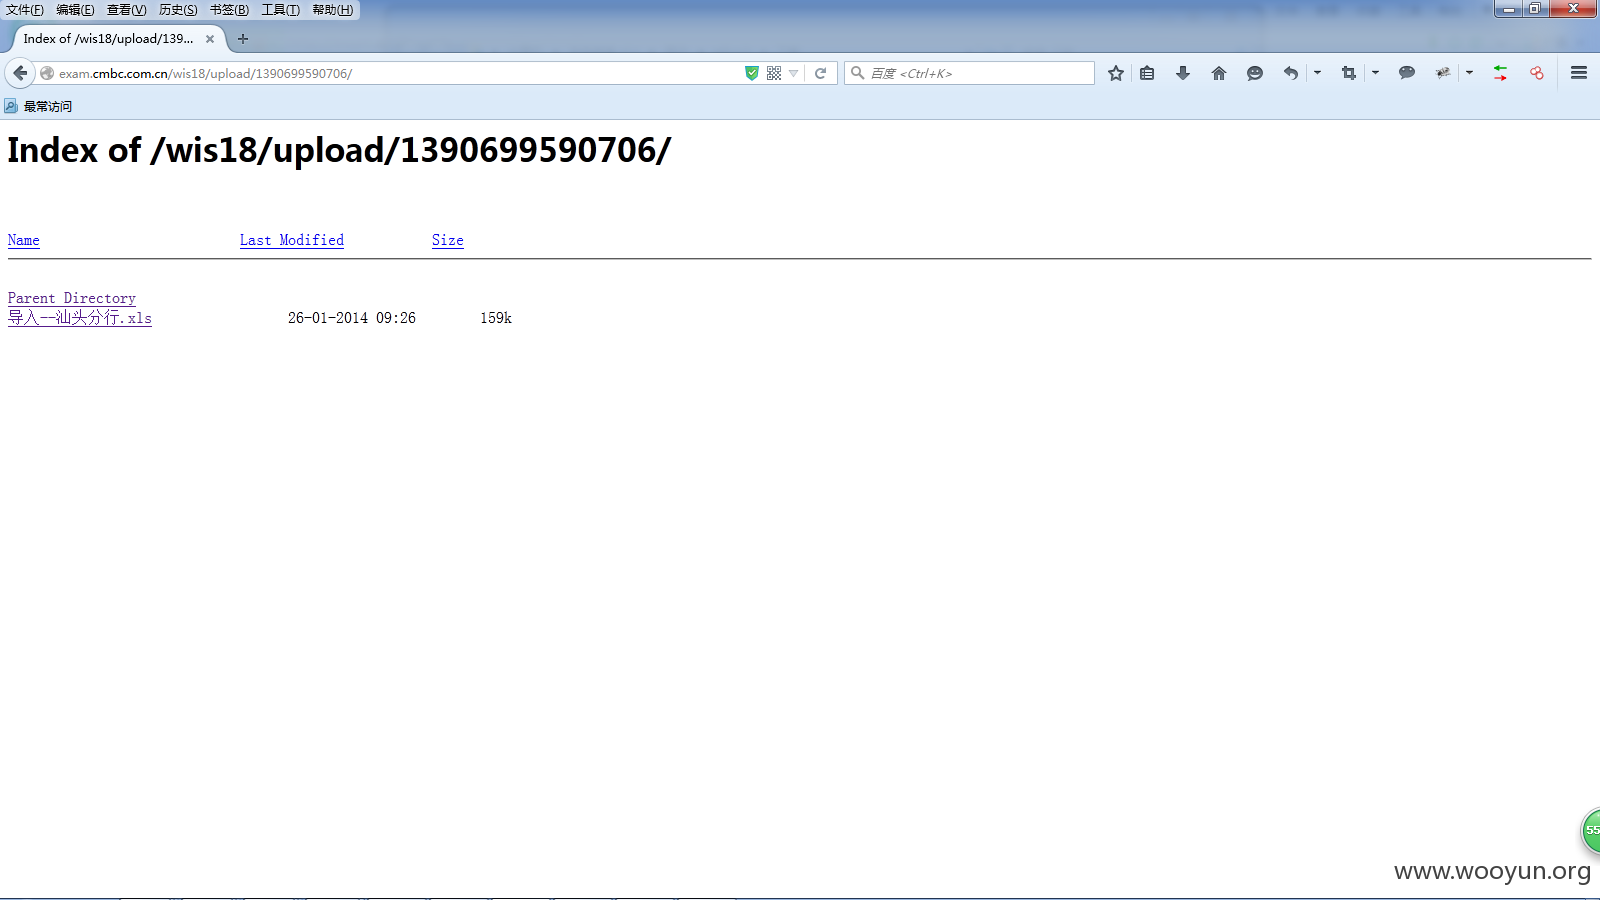 文件(F) 编辑(E) 查看(V) 历史(S) 书签(B) 工具(T) 帮助(H)
Index of /wis18/upload/139...
exam.cmbc.com.cn/wis18/upload/1390699590706/
百度 <Ctrl+K>
最常访问
Index of /wis18/upload/1390699590706/
Name Last Modified Size
Parent Directory
导入--汕头分行.xls 26-01-2014 09:26 159k
55
www.wooyun.org